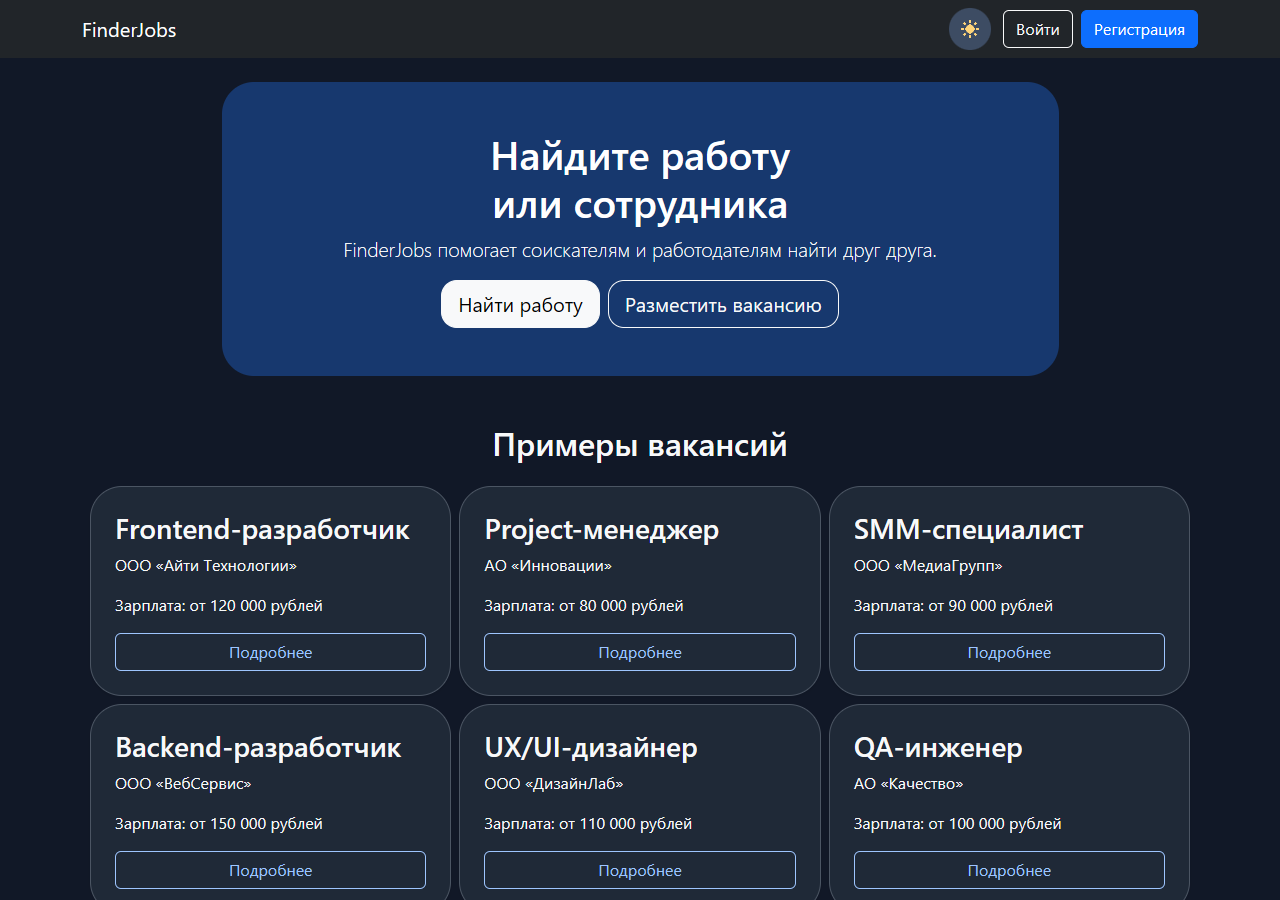 FinderJobs
Войти
Регистрация
Найдите работу
или сотрудника
FinderJobs помогает соискателям и работодателям найти друг друга.
Найти работу
Разместить вакансию
Примеры вакансий
Frontend-разработчик
ООО «Айти Технологии»
Зарплата: от 120 000 рублей
Подробнее
Project-менеджер
АО «Инновации»
Зарплата: от 80 000 рублей
Подробнее
SMM-специалист
ООО «МедиаГрупп»
Зарплата: от 90 000 рублей
Подробнее
Backend-разработчик
ООО «ВебСервис»
Зарплата: от 150 000 рублей
Подробнее
UX/UI-дизайнер
ООО «ДизайнЛаб»
Зарплата: от 110 000 рублей
Подробнее
QA-инженер
АО «Качество»
Зарплата: от 100 000 рублей
Подробнее